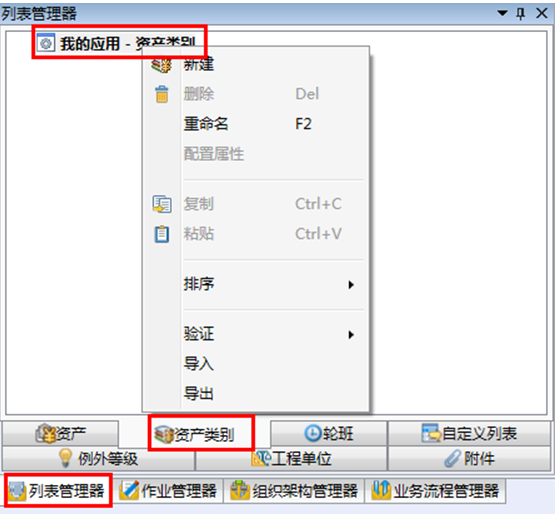 列表管理器
我的应用 - 资产类别
新建
删除 Del
重命名 F2
配置属性
复制 Ctrl+C
粘贴 Ctrl+V
排序
验证
导入
导出
资产 资产类别 轮班 自定义列表
例外等级 工程单位 附件
列表管理器 作业管理器 组织架构管理器 业务流程管理器